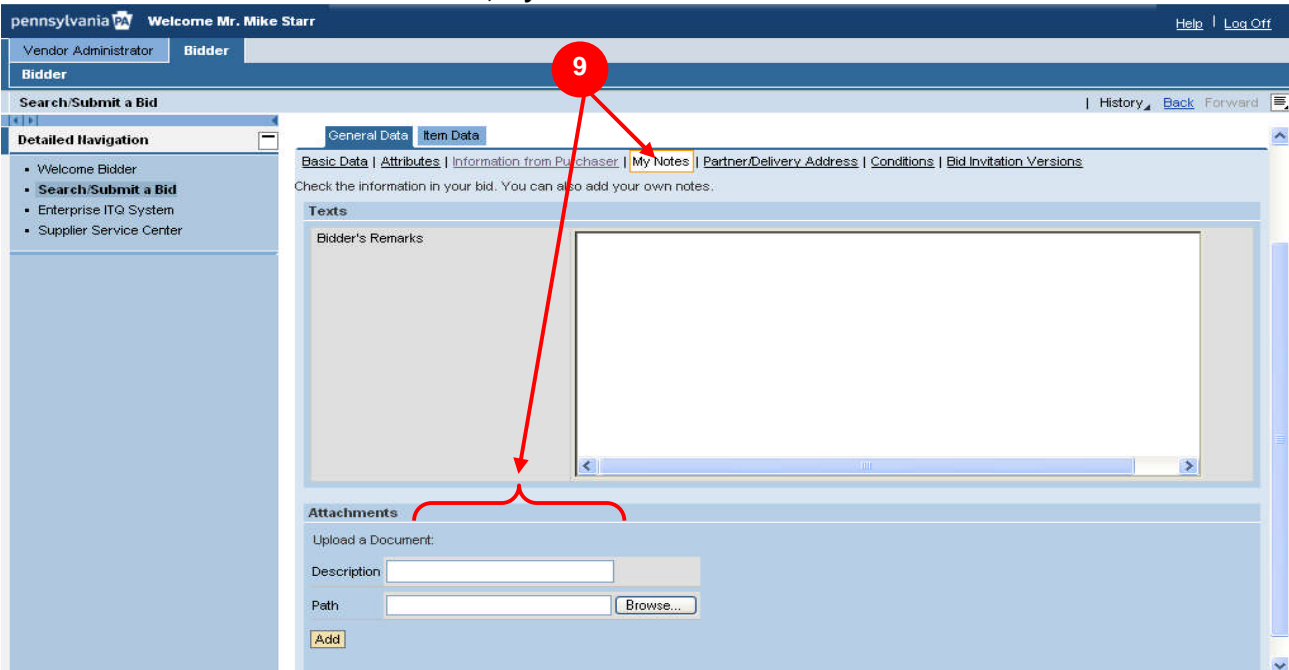 pennsylvania PA Welcome Mr. Mike Starr Help | Log Off
Vendor Administrator Bidder
9
Bidder
Search/Submit a Bid | History Back Forward
Detailed Navigation
General Data Item Data
Basic Data | Attributes | Information from Purchaser | My Notes | Partner/Delivery Address | Conditions | Bid Invitation Versions
Check the information in your bid. You can also add your own notes.
Welcome Bidder
Search/Submit a Bid
Enterprise ITQ System
Supplier Service Center
Texts
Bidder's Remarks
Attachments
Upload a Document:
Description
Path Browse...
Add